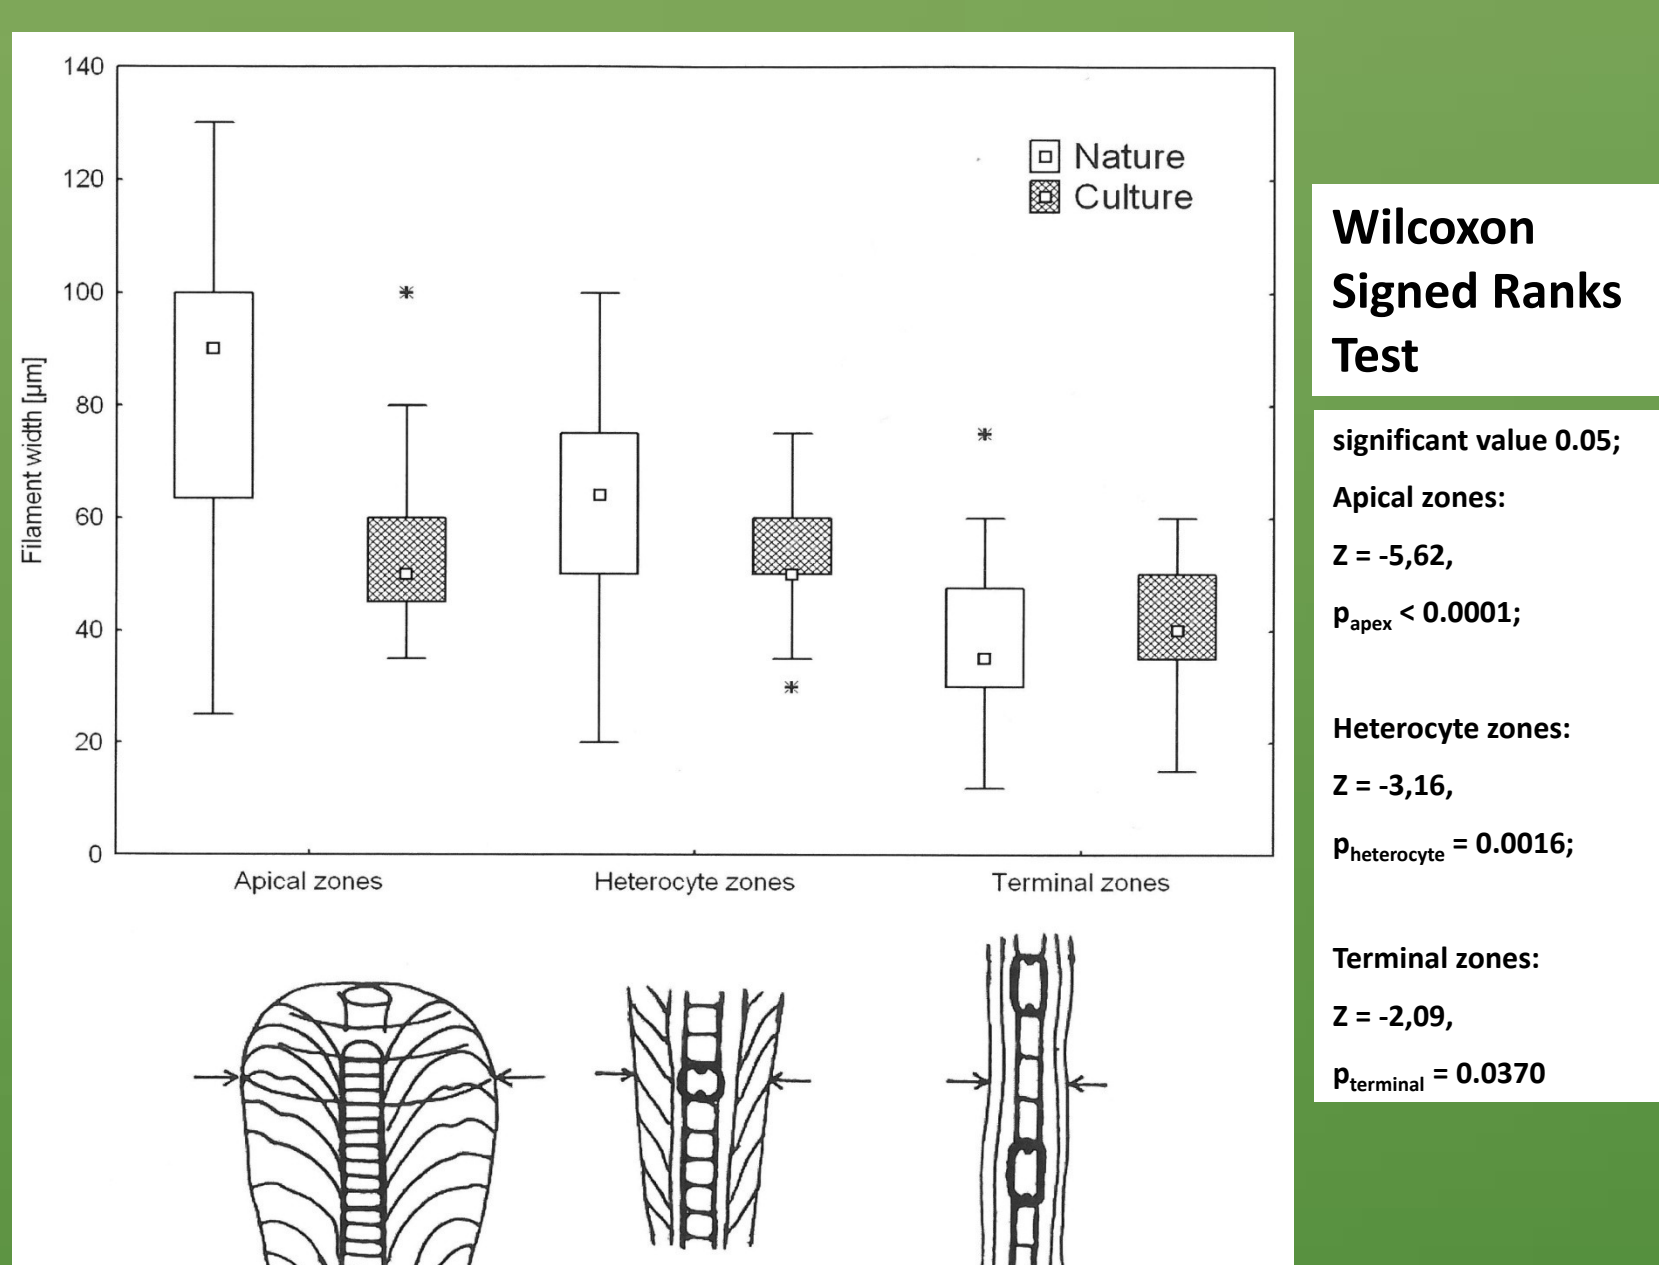 140
120
100
80
60
40
20
0
Filament width [µm]
Nature
Culture
Apical zones
Heterocyte zones
Terminal zones
Wilcoxon
Signed Ranks
Test
significant value 0.05;
Apical zones:
Z = -5,62,
papex < 0.0001;
Heterocyte zones:
Z = -3,16,
pheterocyte = 0.0016;
Terminal zones:
Z = -2,09,
pterminal = 0.0370